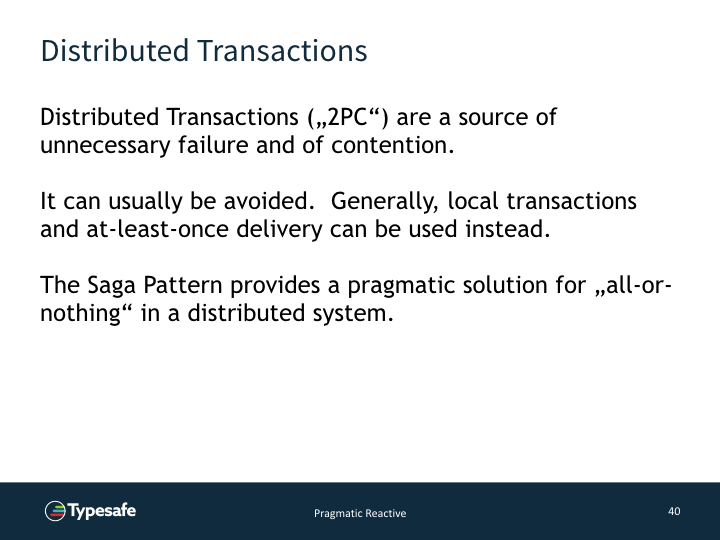 Distributed Transactions
Distributed Transactions („2PC“) are a source of
unnecessary failure and of contention.
It can usually be avoided.  Generally, local transactions
and at-least-once delivery can be used instead.
The Saga Pattern provides a pragmatic solution for „all-or-
nothing“ in a distributed system.
Typesafe
Pragmatic Reactive
40